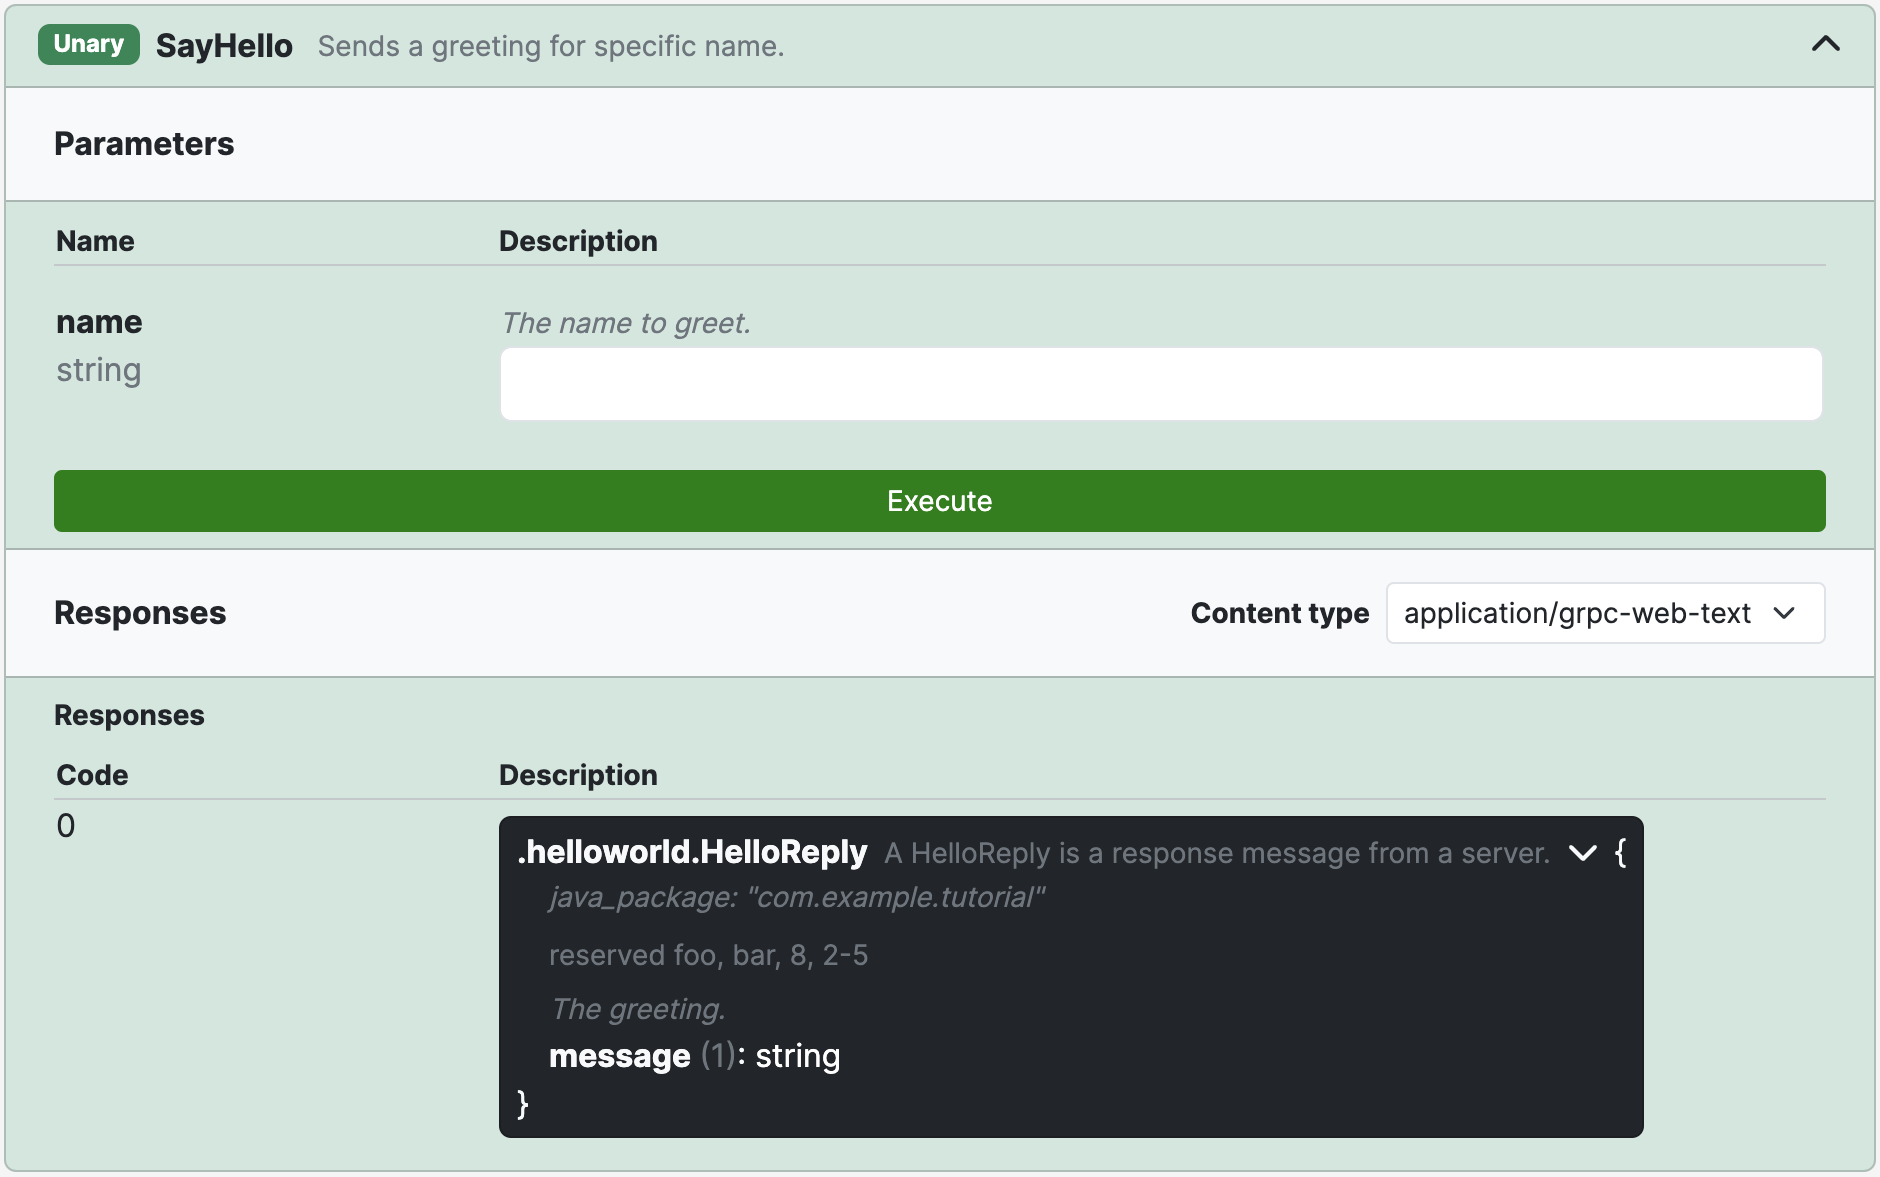 Unary SayHello Sends a greeting for specific name.
Parameters
Name Description
name The name to greet.
string
Execute
Responses Content type application/grpc-web-text
Responses
Code Description
0
.helloworld.HelloReply A HelloReply is a response message from a server. {
java_package: "com.example.tutorial"
reserved foo, bar, 8, 2-5
The greeting.
message (1): string
}